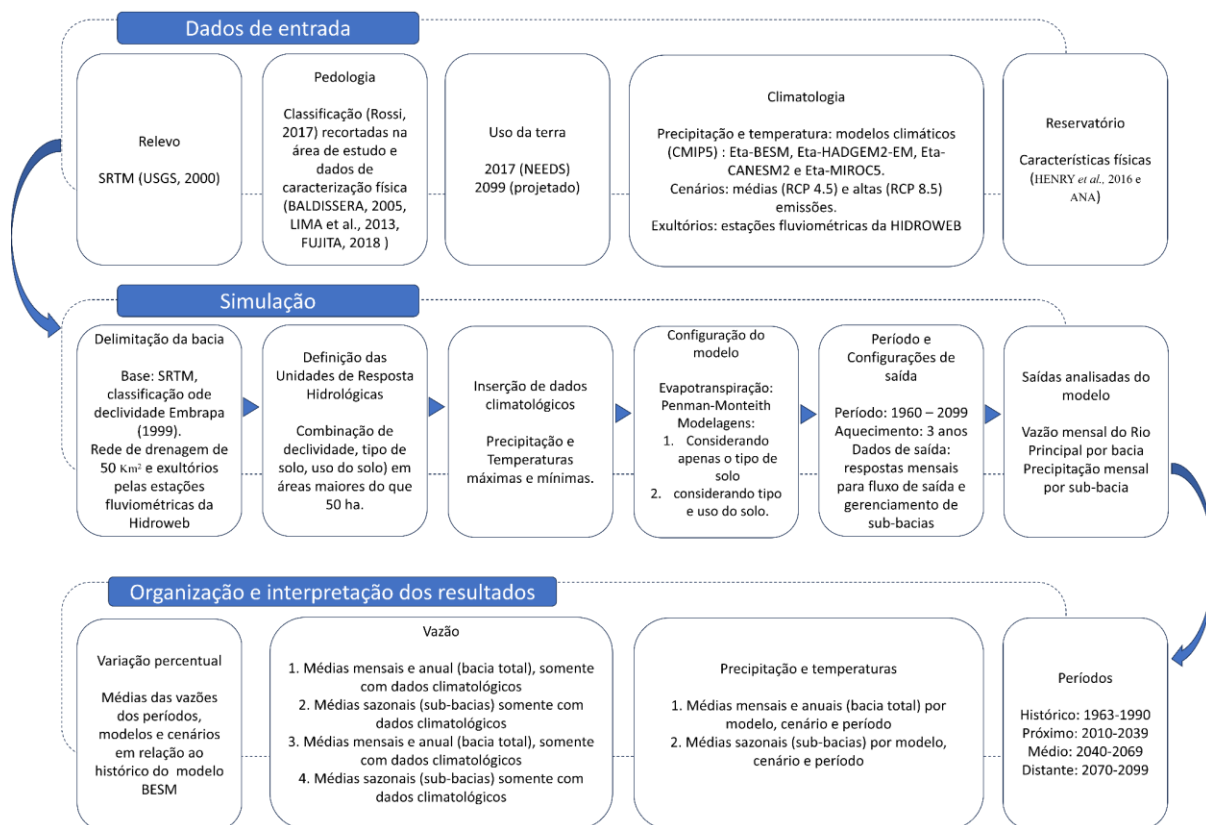 Dados de entrada
Relevo
SRTM (USGS, 2000)
Pedologia
Classificação (Rossi,
2017) recortadas na
área de estudo e
dados de
caracterização física
(BALDISSERA, 2005,
LIMA et al., 2013,
FUJITA, 2018 )
Uso da terra
2017 (NEEDS)
2099 (projetado)
Climatologia
Precipitação e temperatura: modelos climáticos
(CMIP5) : Eta-BESM, Eta-HADGEM2-EM, Eta-
CANESM2 e Eta-MIROC5.
Cenários: médias (RCP 4.5) e altas (RCP 8.5)
emissões.
Exultórios: estações fluviométricas da HIDROWEB
Reservatório
Características físicas
(HENRY et al., 2016 e
ANA)
Simulação
Delimitação da bacia
Base: SRTM,
classificação ode
declividade Embrapa
(1999).
Rede de drenagem de
50 Km² e exultórios
pelas estações
fluviométricas da
Hidroweb
Definição das
Unidades de Resposta
Hidrológicas
Combinação de
declividade, tipo de
solo, uso do solo) em
áreas maiores do que
50 ha.
Inserção de dados
climatológicos
Precipitação e
Temperaturas
máximas e mínimas.
Configuração do
modelo
Evapotranspiração:
Penman-Monteith
Modelagens:
1. Considerando
apenas o tipo de
solo
2. considerando tipo
e uso do solo.
Período e
Configurações de
saída
Período: 1960 – 2099
Aquecimento: 3 anos
Dados de saída:
respostas mensais
para fluxo de saída e
gerenciamento de
sub-bacias
Saídas analisadas do
modelo
Vazão mensal do Rio
Principal por bacia
Precipitação mensal
por sub-bacia
Organização e interpretação dos resultados
Variação percentual
Médias das vazões
dos períodos,
modelos e cenários
em relação ao
histórico do modelo
BESM
Vazão
1. Médias mensais e anual (bacia total), somente
com dados climatológicos
2. Médias sazonais (sub-bacias) somente com
dados climatológicos
3. Médias mensais e anual (bacia total), somente
com dados climatológicos
4. Médias sazonais (sub-bacias) somente com
dados climatológicos
Precipitação e temperaturas
1. Médias mensais e anuais (bacia total) por
modelo, cenário e período
2. Médias sazonais (sub-bacias) por modelo,
cenário e período
Períodos
Histórico: 1963-1990
Próximo: 2010-2039
Médio: 2040-2069
Distante: 2070-2099